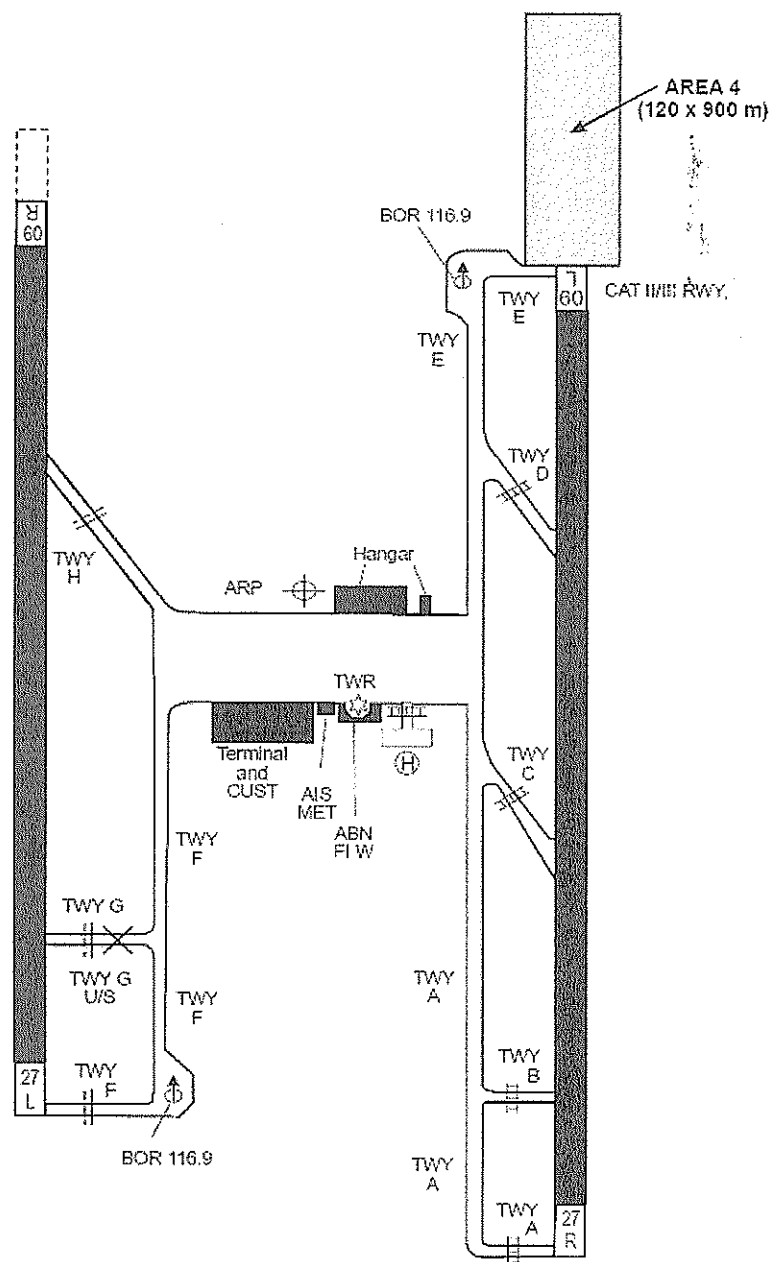 AREA 4
(120 x 900 m)
BOR 116.9
R
09
L
09
CAT II/III RWY,
TWY
E
TWY
E
TWY
D
TWY
H
Hangar
ARP
TWR
Terminal
and
CUST
AIS
MET
H
ABN
FI W
TWY
C
TWY
F
TWY G
TWY G
U/S
TWY
A
TWY
F
TWY
B
27
L
TWY
F
BOR 116.9
TWY
A
TWY
A
27
R